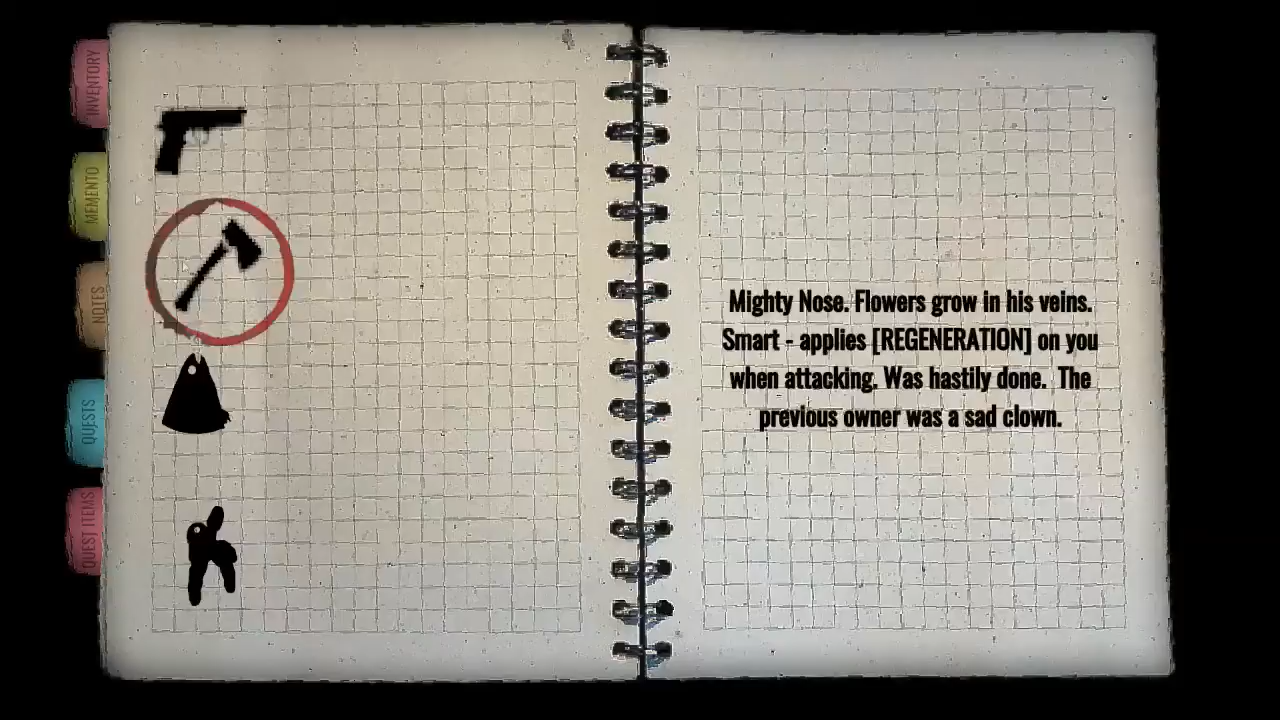 INVENTORY
MEMENTO
NOTES
QUESTS
QUEST ITEMS
Mighty Nose. Flowers grow in his veins.
Smart - applies [REGENERATION] on you
when attacking. Was hastily done.  The
previous owner was a sad clown.